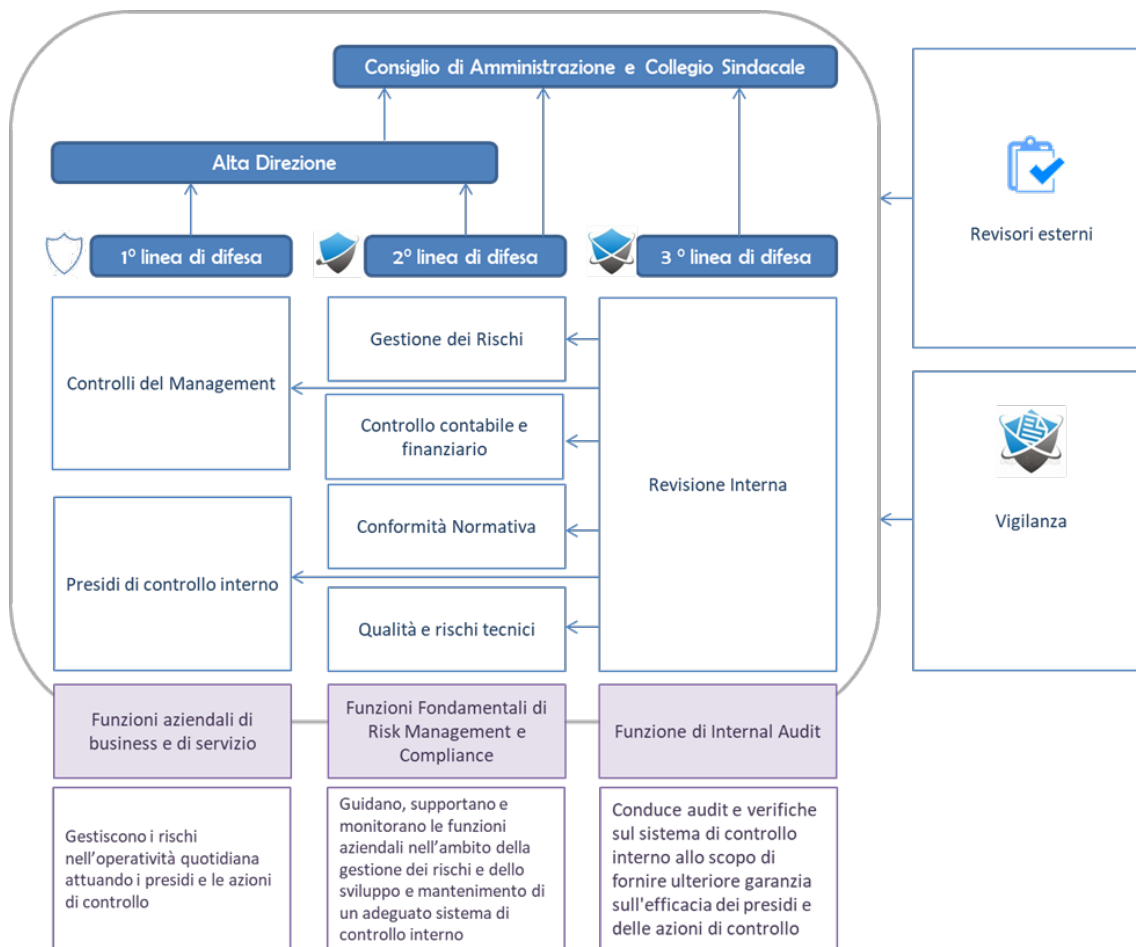 Consiglio di Amministrazione e Collegio Sindacale
Alta Direzione
1° linea di difesa
2° linea di difesa
3 ° linea di difesa
Controlli del Management
Presidi di controllo interno
Gestione dei Rischi
Controllo contabile e
finanziario
Conformità Normativa
Qualità e rischi tecnici
Revisione Interna
Revisori esterni
Vigilanza
Funzioni aziendali di
business e di servizio
Funzioni Fondamentali di
Risk Management e
Compliance
Funzione di Internal Audit
Gestiscono i rischi
nell'operatività quotidiana
attuando i presidi e le azioni
di controllo
Guidano, supportano e
monitorano le funzioni
aziendali nell'ambito della
gestione dei rischi e dello
sviluppo e mantenimento di
un adeguato sistema di
controllo interno
Conduce audit e verifiche
sul sistema di controllo
interno allo scopo di
fornire ulteriore garanzia
sull'efficacia dei presidi e
delle azioni di controllo